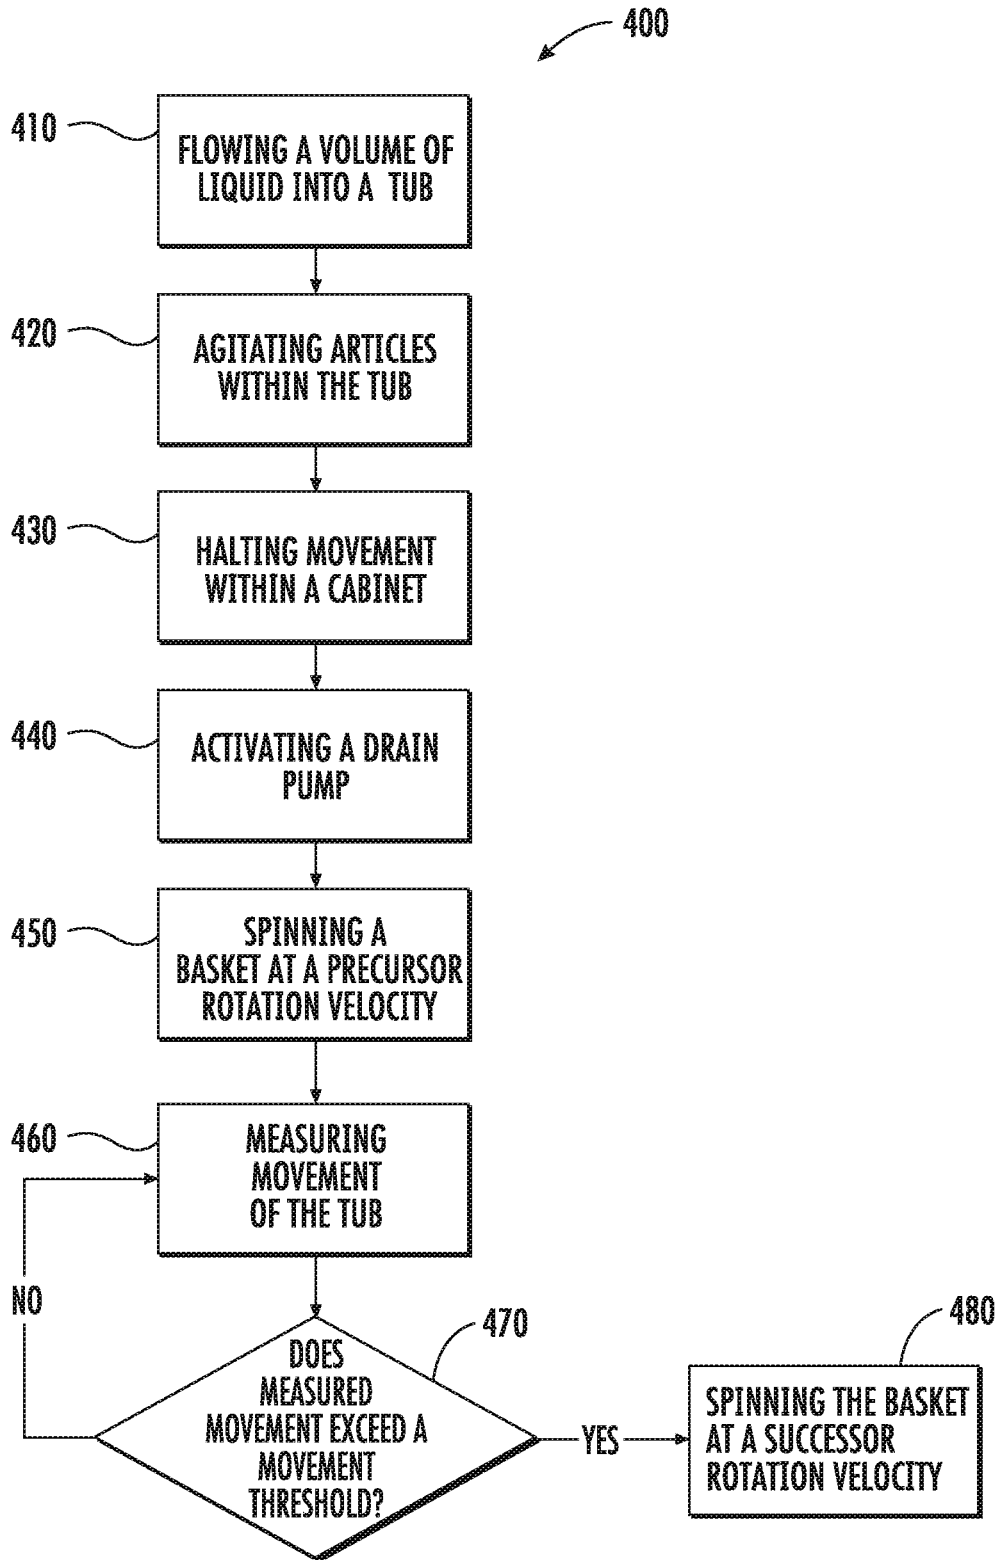 400
410
FLOWING A VOLUME OF
LIQUID INTO A TUB
420
AGITATING ARTICLES
WITHIN THE TUB
430
HALTING MOVEMENT
WITHIN A CABINET
440
ACTIVATING A DRAIN
PUMP
450
SPINNING A
BASKET AT A PRECURSOR
ROTATION VELOCITY
460
MEASURING
MOVEMENT
OF THE TUB
NO
470
DOES
MEASURED
MOVEMENT EXCEED A
MOVEMENT
THRESHOLD?
YES
480
SPINNING THE BASKET
AT A SUCCESSOR
ROTATION VELOCITY